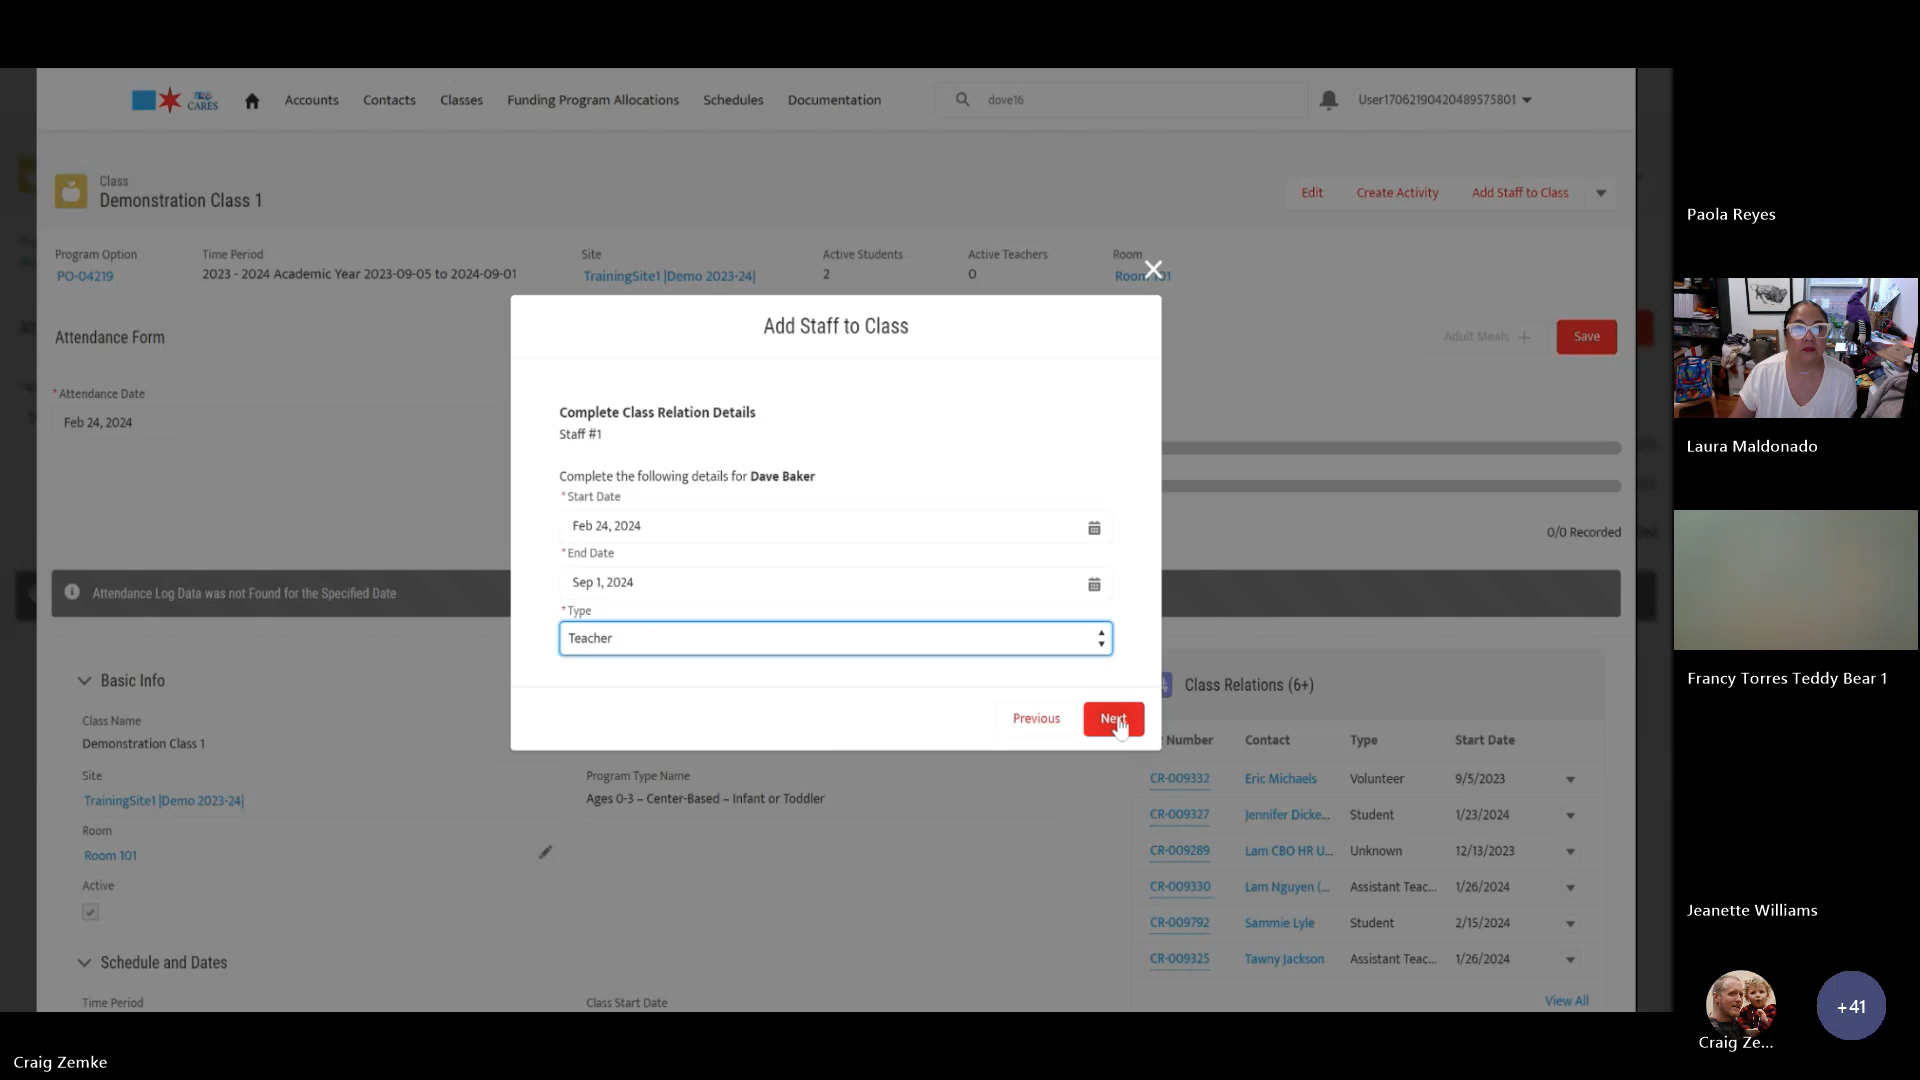 CARES
Accounts
Contacts
Classes
Funding Program Allocations
Schedules
Documentation
dove16
User17062190420489575801
Class
Demonstration Class 1
Edit
Create Activity
Add Staff to Class
Program Option
PO-04219
Time Period
2023 - 2024 Academic Year 2023-09-05 to 2024-09-01
Site
TrainingSite1 |Demo 2023-24|
Active Students
2
Active Teachers
0
Room
Attendance Form
Adult Meals
Save
* Attendance Date
Feb 24, 2024
0/0 Recorded
Attendance Log Data was not Found for the Specified Date
Add Staff to Class
Complete Class Relation Details
Staff #1
Complete the following details for Dave Baker
* Start Date
Feb 24, 2024
* End Date
Sep 1, 2024
* Type
Teacher
Previous
Next
Basic Info
Class Name
Demonstration Class 1
Site
TrainingSite1 |Demo 2023-24|
Program Type Name
Ages 0-3 – Center-Based – Infant or Toddler
Room
Room 101
Active
Schedule and Dates
Time Period
Class Start Date
Class Relations (6+)
Number Contact Type Start Date
CR-009332 Eric Michaels Volunteer 9/5/2023
CR-009327 Jennifer Dicke... Student 1/23/2024
CR-009289 Lam CBO HR U... Unknown 12/13/2023
CR-009330 Lam Nguyen (... Assistant Teac... 1/26/2024
CR-009792 Sammie Lyle Student 2/15/2024
CR-009325 Tawny Jackson Assistant Teac... 1/26/2024
View All
Paola Reyes
Laura Maldonado
Francy Torres Teddy Bear 1
Jeanette Williams
Craig Ze...
+41
Craig Zemke